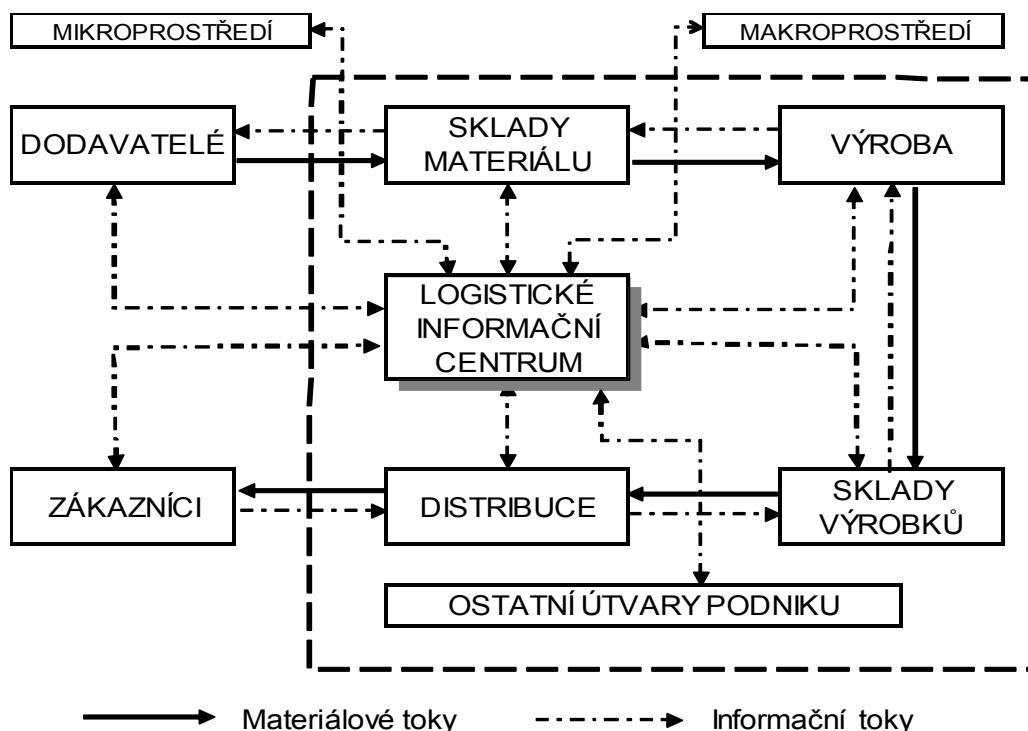 MIKROPROSTŘEDÍ
MAKROPROSTŘEDÍ
DODAVATELÉ
SKLADY
MATERIÁLU
VÝROBA
LOGISTICKÉ
INFORMAČNÍ
CENTRUM
ZÁKAZNÍCI
DISTRIBUCE
SKLADY
VÝROBKŮ
OSTATNÍ ÚTVARY PODNIKU
Materiálové toky
Informační toky